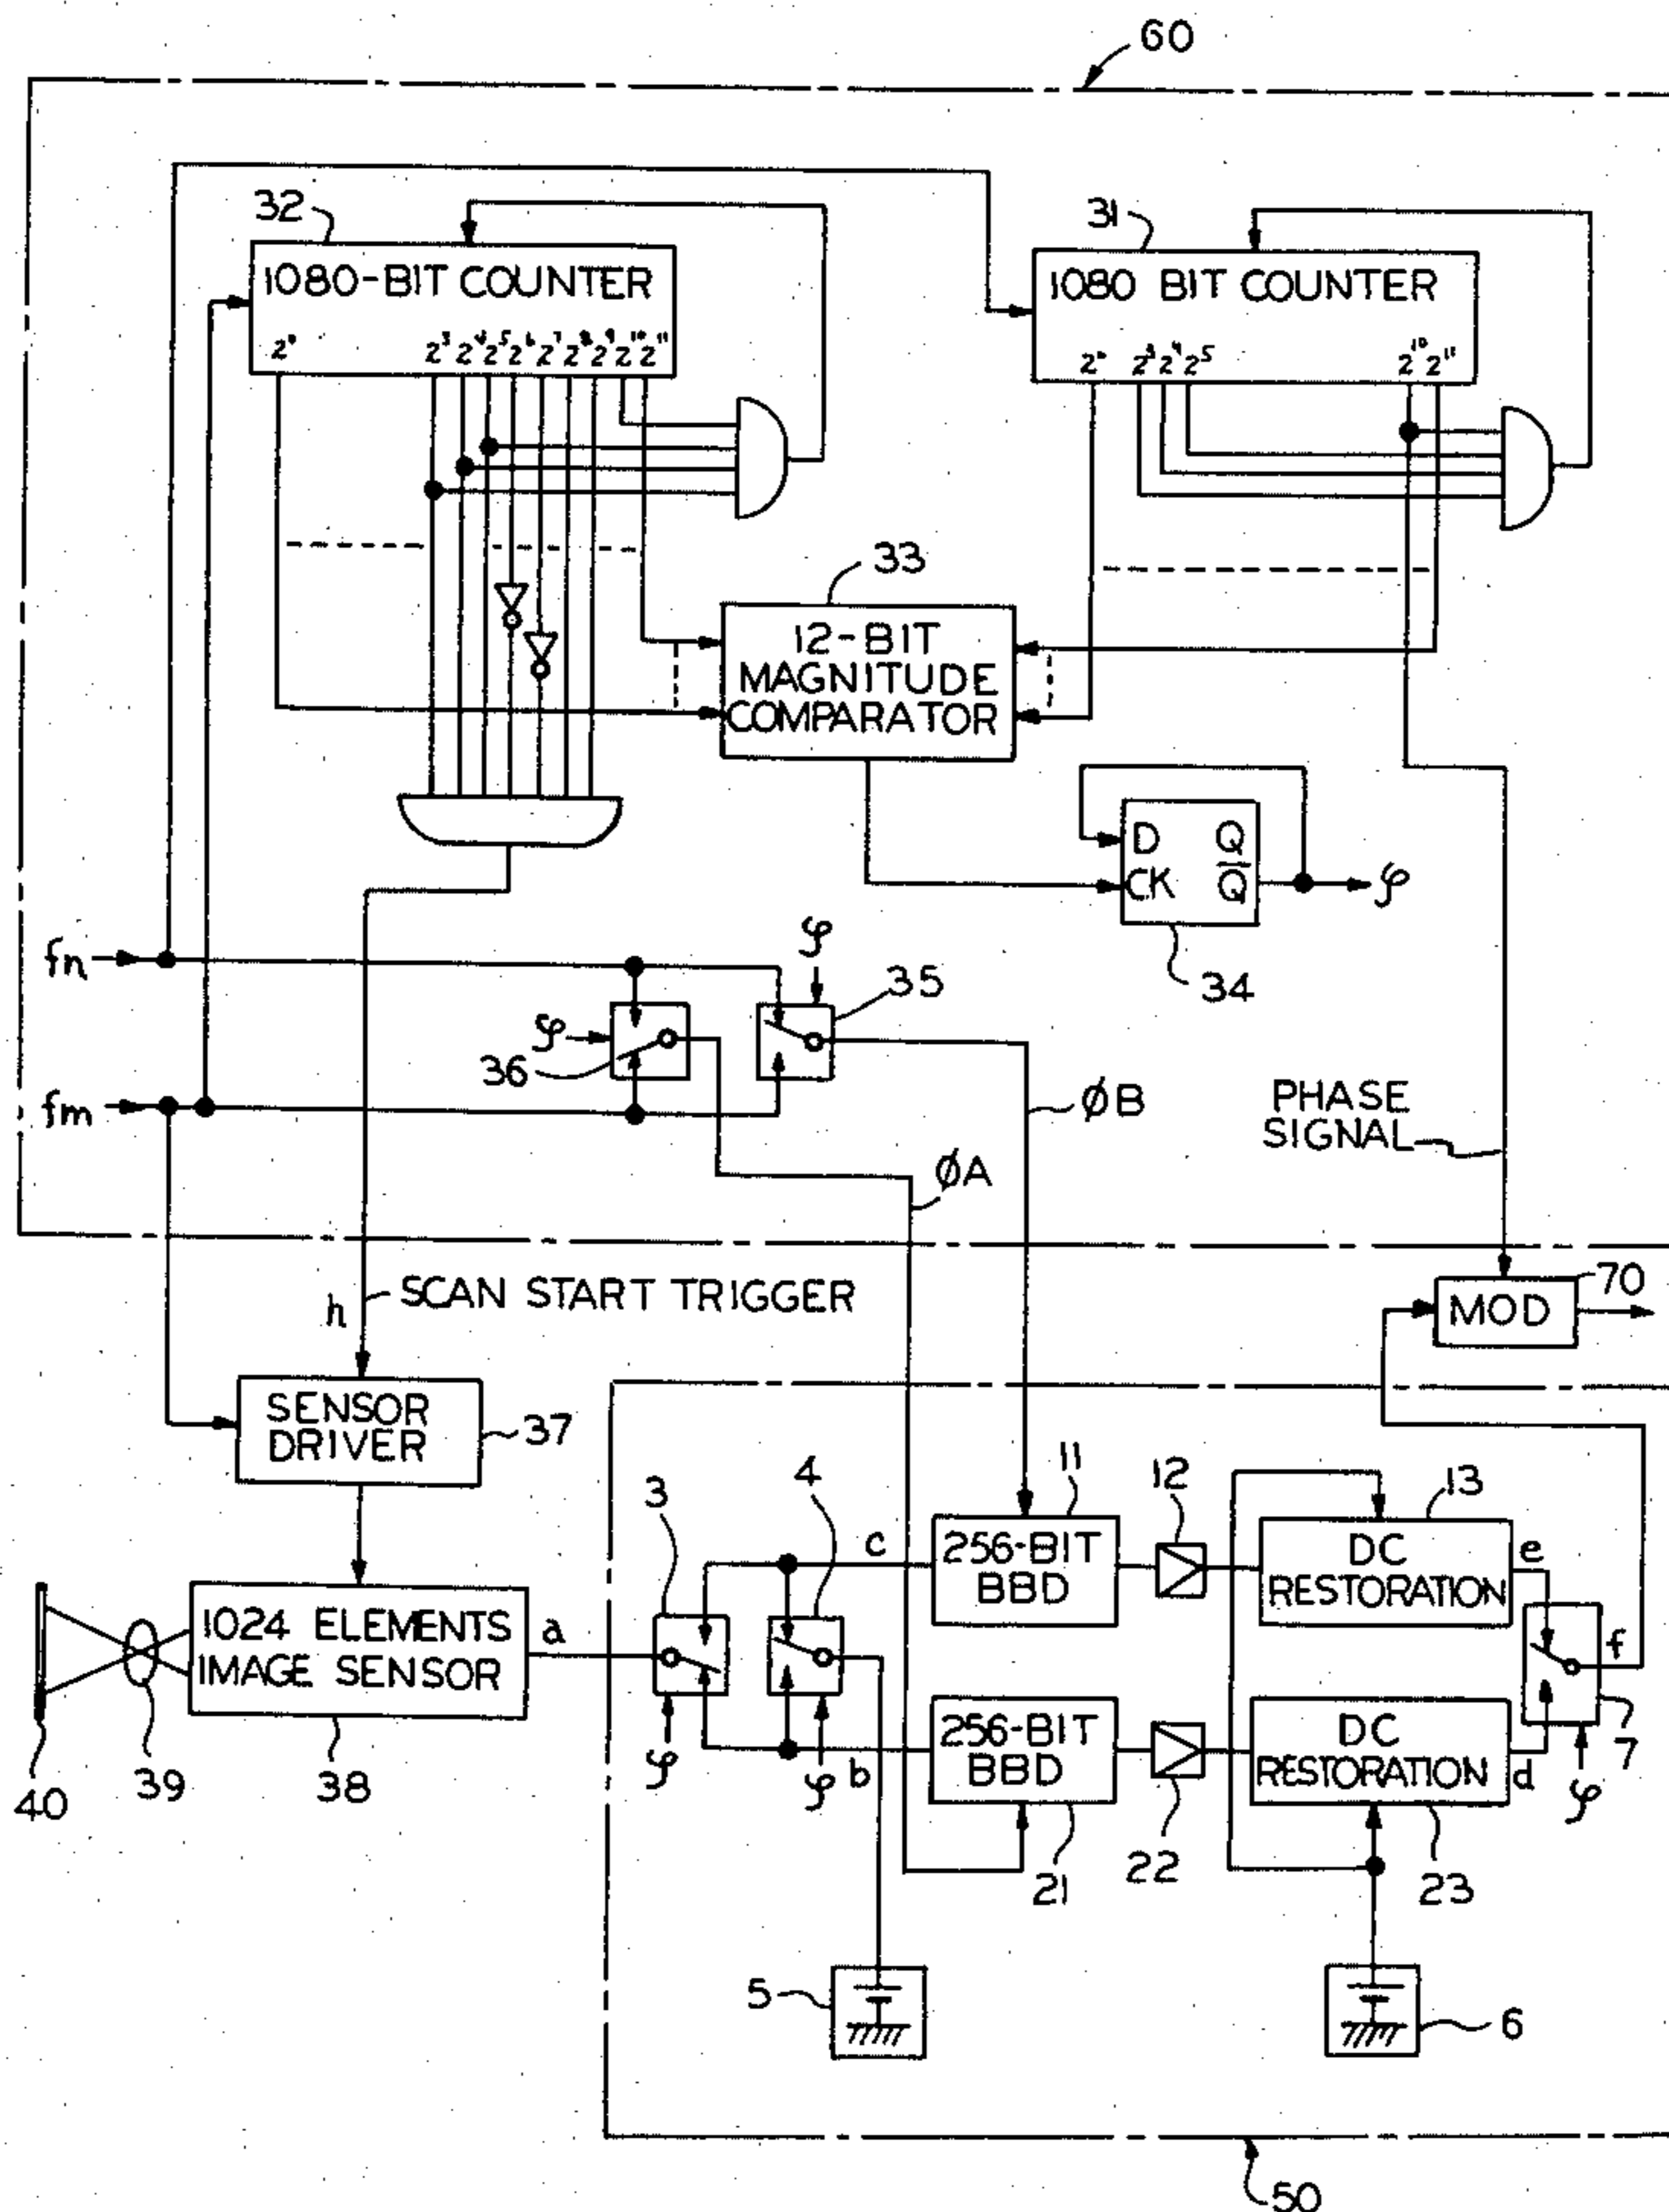 60
32
31
1080-BIT COUNTER
1080 BIT COUNTER
2⁰ 2³ 2⁴ 2⁵ 2⁶ 2⁷ 2⁸ 2⁹ 2¹⁰ 2¹¹
2⁰ 2³ 2⁴ 2⁵ 2¹⁰ 2¹¹
33
12-BIT
MAGNITUDE
COMPARATOR
D Q
CK Q̅
φ
34
fn
φ
35
φ
36
fm
ØB
PHASE
SIGNAL
ØA
h
SCAN START TRIGGER
70
MOD
SENSOR
DRIVER
37
3
4
11
12
13
c
256-BIT
BBD
DC
RESTORATION
e
1024 ELEMENTS
IMAGE SENSOR
a
f
256-BIT
BBD
DC
RESTORATION
b
d
7
φ
φ
φ
40
39
38
21
22
23
5
6
50